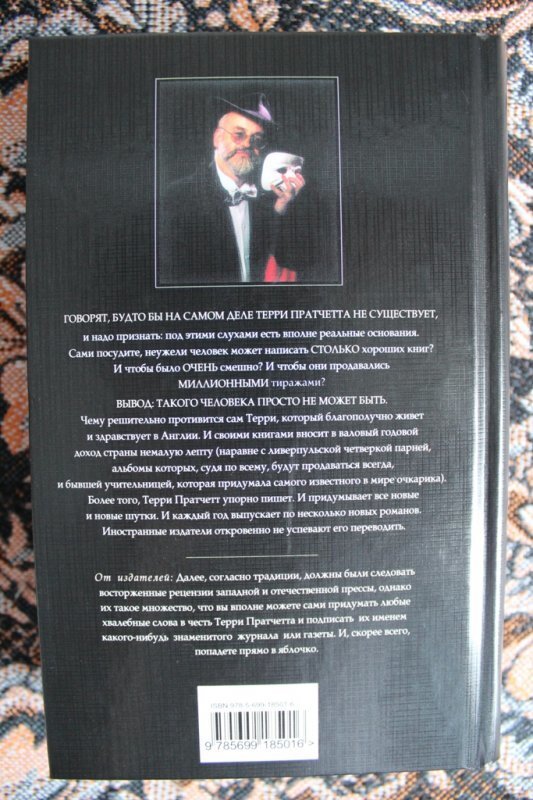 ГОВОРЯТ, БУДТО БЫ НА САМОМ ДЕЛЕ ТЕРРИ ПРАТЧЕТТА НЕ СУЩЕСТВУЕТ,
и надо признать: под этими слухами есть вполне реальные основания.
Сами посудите, неужели человек может написать СТОЛЬКО хороших книг?
И чтобы было ОЧЕНЬ смешно? И чтобы они продавались
МИЛЛИОННЫМИ тиражами?
ВЫВОД: ТАКОГО ЧЕЛОВЕКА ПРОСТО НЕ МОЖЕТ БЫТЬ.
Чему решительно противится сам Терри, который благополучно живет
и здравствует в Англии. И своими книгами вносит в валовый годовой
доход страны немалую лепту (наравне с ливерпульской четверкой парней,
альбомы которых, судя по всему, будут продаваться всегда,
и бывшей учительницей, которая придумала самого известного в мире очкарика).
Более того, Терри Пратчетт упорно пишет. И придумывает все новые
и новые шутки. И каждый год выпускает по несколько новых романов.
Иностранные издатели откровенно не успевают его переводить.
От издателей: Далее, согласно традиции, должны были следовать
восторженные рецензии западной и отечественной прессы, однако
их такое множество, что вы вполне можете сами придумать любые
хвалебные слова в честь Терри Пратчетта и подписать их именем
какого-нибудь знаменитого журнала или газеты. И, скорее всего,
попадете прямо в яблочко.
ISBN 978-5-699-18501-6
9 785699 185016 >